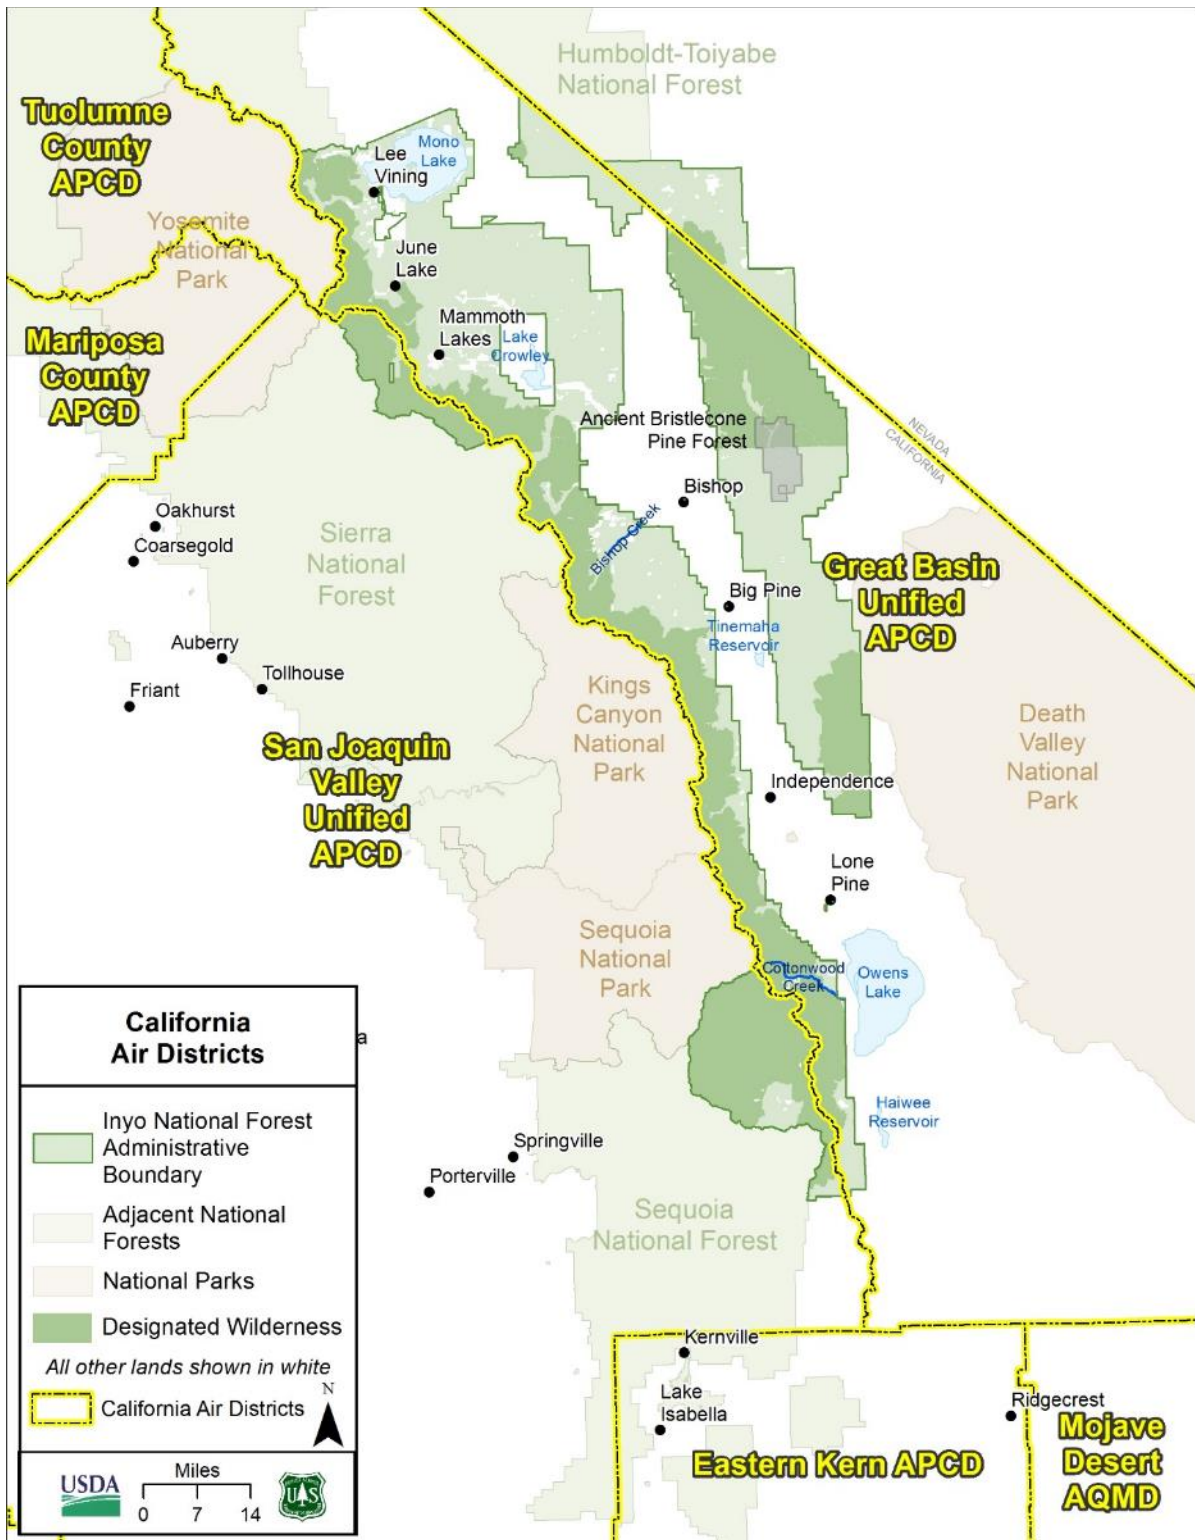 Humboldt-Toiyabe
National Forest
Tuolumne
County
APCD
Mono
Lake
Lee
Vining
Yosemite
National
Park
June
Lake
Mammoth
Lakes
Lake
Crowley
Mariposa
County
APCD
Ancient Bristlecone
Pine Forest
NEVADA
CALIFORNIA
Bishop
Oakhurst
Coarsegold
Sierra
National
Forest
Bishop Creek
Great Basin
Unified
APCD
Big Pine
Tinemaha
Reservoir
Auberry
Tollhouse
Friant
Kings
Canyon
National
Park
Death
Valley
National
Park
San Joaquin
Valley
Unified
APCD
Independence
Lone
Pine
Sequoia
National
Park
Cottonwood
Creek
Owens
Lake
a
Haiwee
Reservoir
Springville
Porterville
Sequoia
National Forest
Kernville
Lake
Isabella
Ridgecrest
Eastern Kern APCD
Mojave
Desert
AQMD
California
Air Districts
Inyo National Forest
Administrative
Boundary
Adjacent National
Forests
National Parks
Designated Wilderness
All other lands shown in white
California Air Districts
N
USDA
Miles
0 7 14
U S